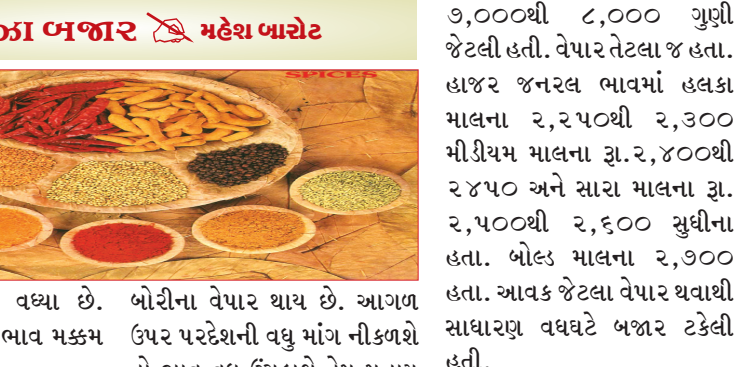 બજાર મહેશ બારોટ
SPICES
વધ્યા છે.
ભાવ મક્કમ
બોરીના વેપાર થાય છે. આગળ
ઉપર પરદેશની વધુ માંગ નીકળશે
૭,૦૦૦થી ૮,૦૦૦ ગુણી
જેટલી હતી. વેપાર તેટલા જ હતા.
હાજર જનરલ ભાવમાં હલકા
માલના ૨,૨૫૦થી ૨,૩૦૦
મીડીયમ માલના રૂા.૨,૪૦૦થી
૨૪૫૦ અને સારા માલના રૂા.
૨,૫૦૦થી ૨,૬૦૦ સુધીના
હતા. બોલ્ડ માલના ૨,૭૦૦
હતા. આવક જેટલા વેપાર થવાથી
સાધારણ વધઘટે બજાર ટકેલી
હતી.